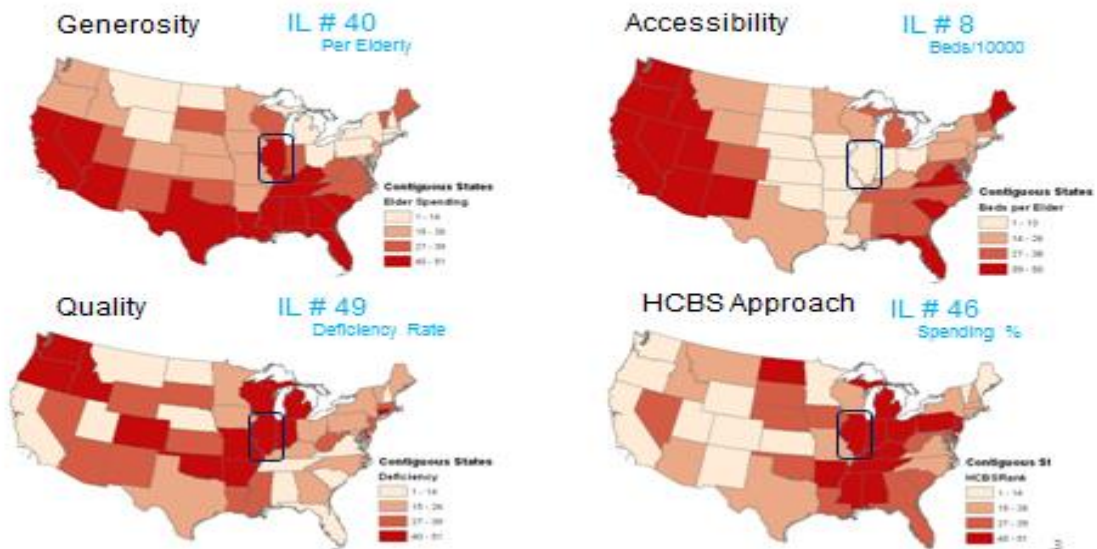 Generosity
IL # 40
Per Elderly
Contiguous States
Elder Spending
1 - 14
15 - 26
27 - 39
40 - 51
Accessibility
IL # 8
Beds/10000
Contiguous States
Beds per Elder
1 - 13
14 - 26
27 - 38
39 - 50
Quality
IL # 49
Deficiency Rate
Contiguous States
Deficiency
1 - 14
15 - 26
27 - 39
40 - 51
HCBS Approach
IL # 46
Spending %
Contiguous St
HCBSRank
1 - 14
27 - 39
40 - 51